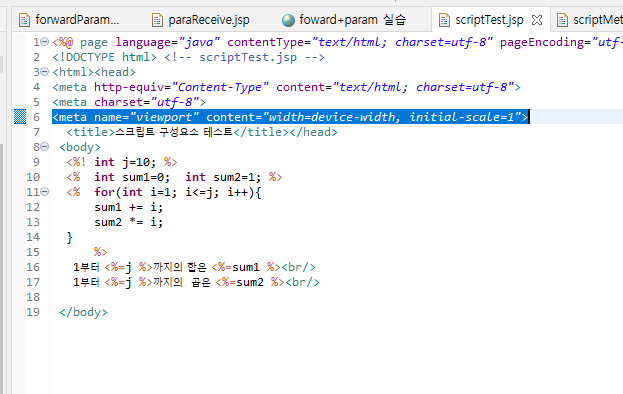 forwardParam...
paraReceive.jsp
foward+param 실습
scriptTest.jsp
scriptMet
1 <%@ page language="java" contentType="text/html; charset=utf-8" pageEncoding="utf-
2 <!DOCTYPE html> <!-- scriptTest.jsp -->
3 <html><head>
4 <meta http-equiv="Content-Type" content="text/html; charset=utf-8">
5 <meta charset="utf-8">
6 <meta name="viewport" content="width=device-width, initial-scale=1">
7 <title>스크립트 구성요소 테스트</title></head>
8 <body>
9 <%! int j=10; %>
10 <% int sum1=0; int sum2=1; %>
11 <% for(int i=1; i<=j; i++){
12 sum1 += i;
13 sum2 *= i;
14 }
15 %>
16 1부터 <%=j %>까지의 합은 <%=sum1 %><br/>
17 1부터 <%=j %>까지의 곱은 <%=sum2 %><br/>
18
19 </body>